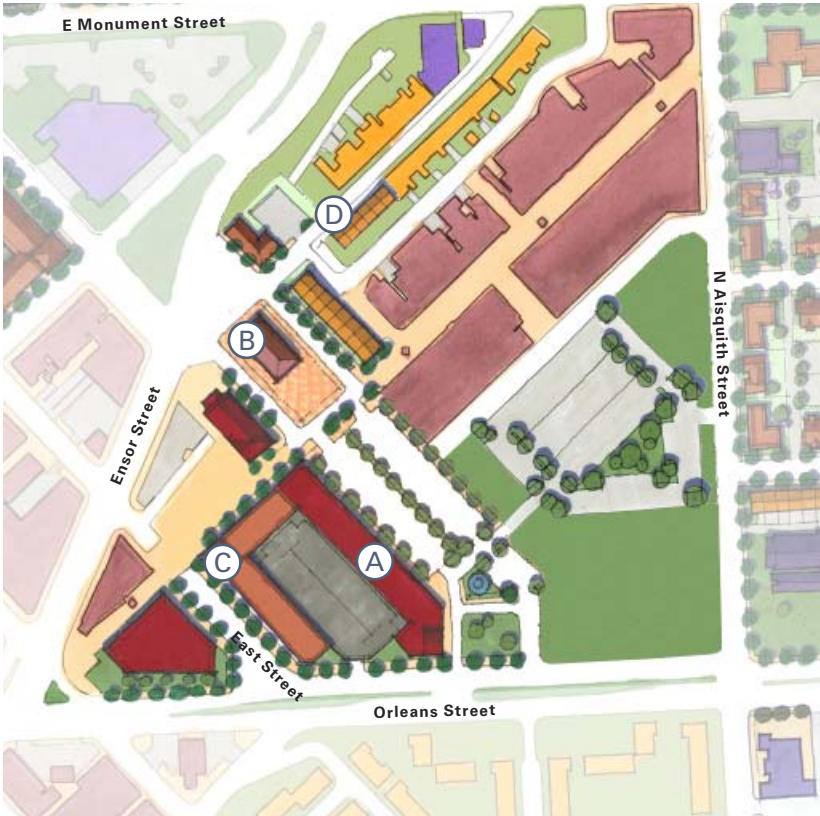 E Monument Street
D
N Aisquith Street
B
Ensor Street
C
A
East Street
Orleans Street